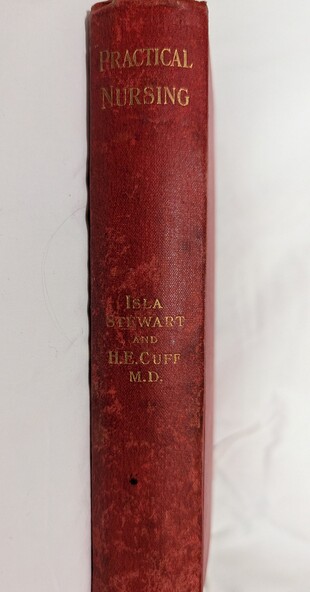 PRACTICAL
NURSING
ISLA
STEWART
AND
H.E.CUFF
M.D.